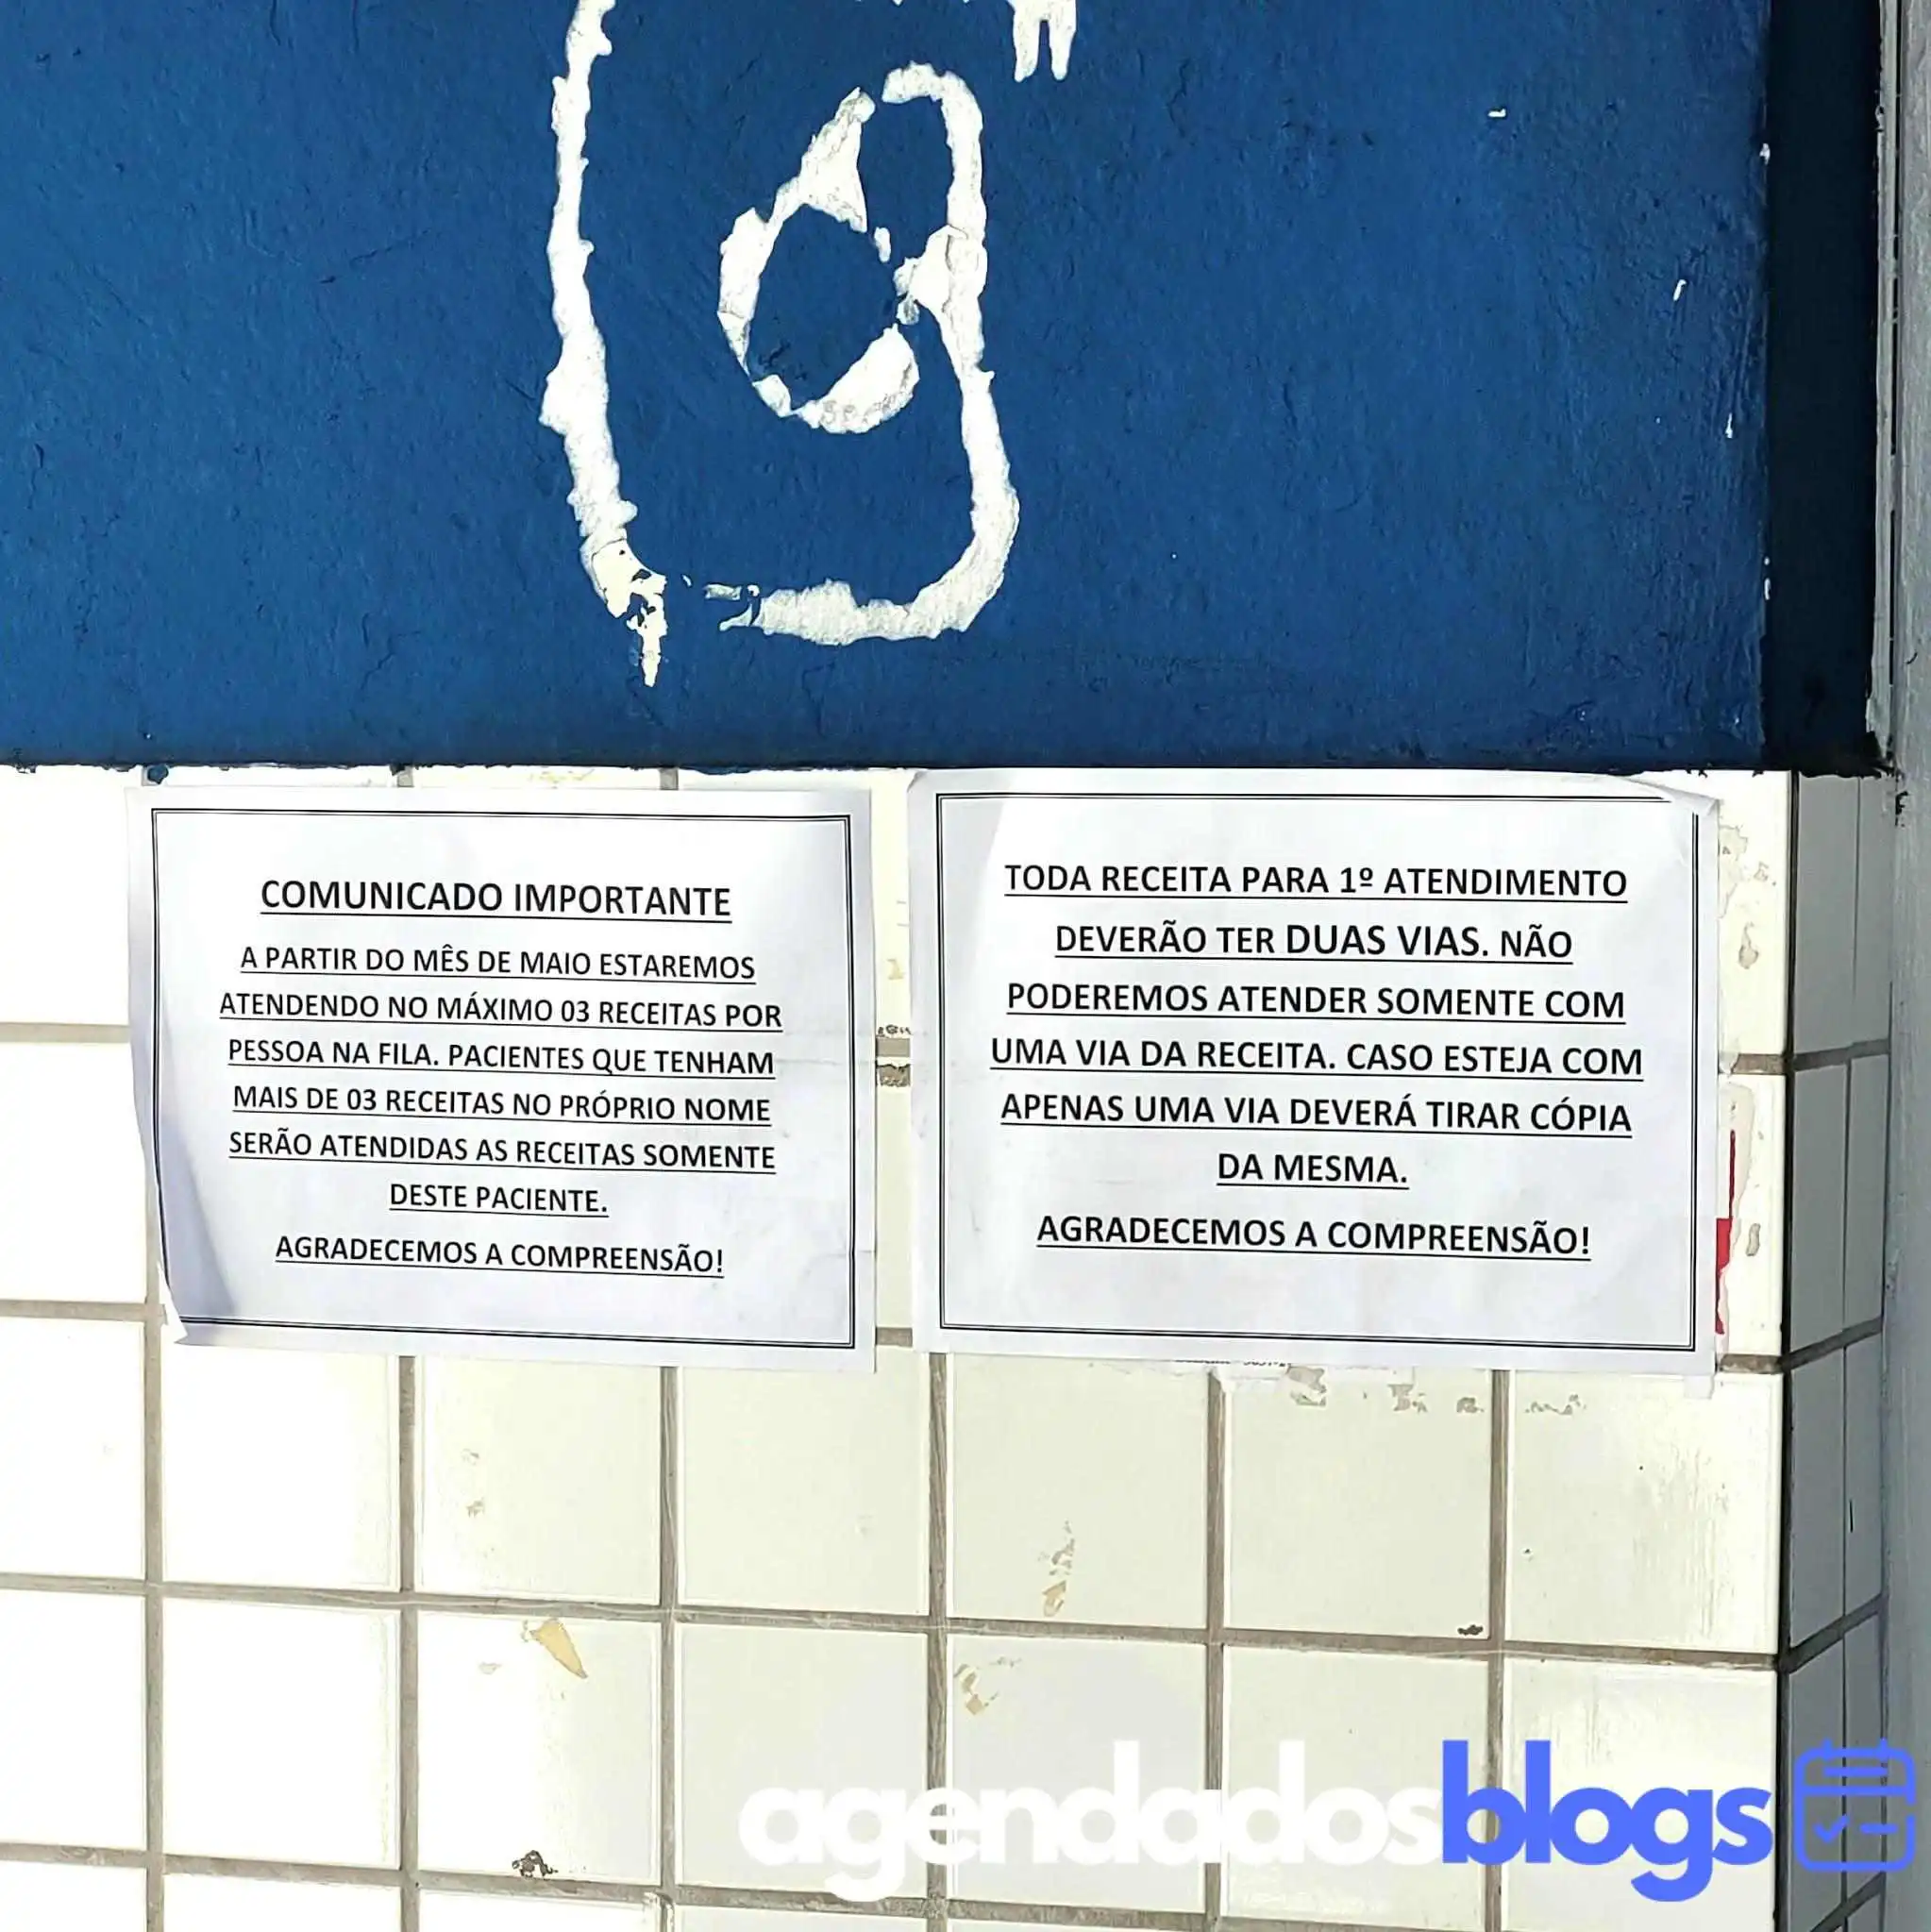 COMUNICADO IMPORTANTE
A PARTIR DO MÊS DE MAIO ESTAREMOS
ATENDENDO NO MÁXIMO 03 RECEITAS POR
PESSOA NA FILA. PACIENTES QUE TENHAM
MAIS DE 03 RECEITAS NO PRÓPRIO NOME
SERÃO ATENDIDAS AS RECEITAS SOMENTE
DESTE PACIENTE.
AGRADECEMOS A COMPREENSÃO!
TODA RECEITA PARA 1º ATENDIMENTO
DEVERÃO TER DUAS VIAS. NÃO
PODEREMOS ATENDER SOMENTE COM
UMA VIA DA RECEITA. CASO ESTEJA COM
APENAS UMA VIA DEVERÁ TIRAR CÓPIA
DA MESMA.
AGRADECEMOS A COMPREENSÃO!
agendadosblogs